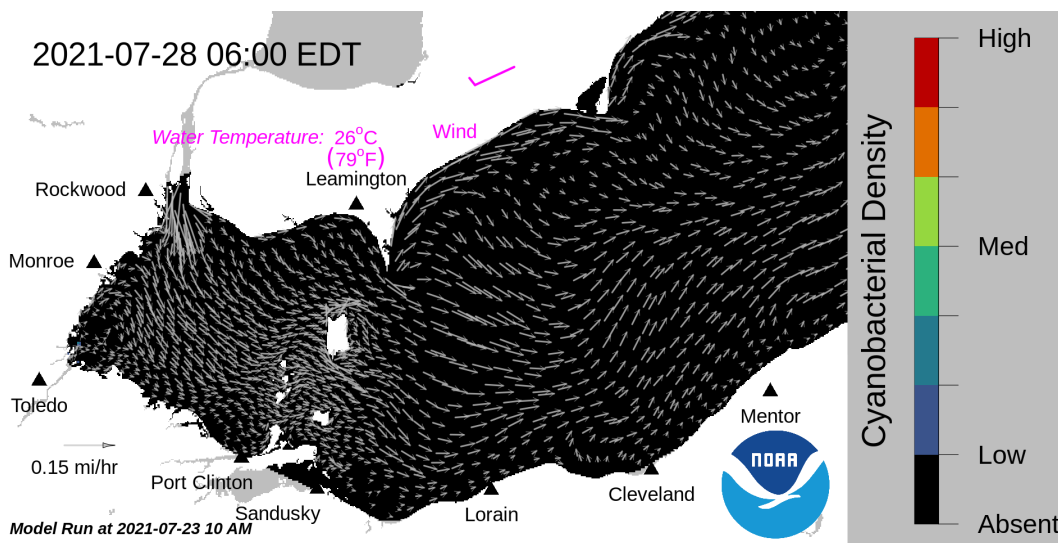 2021-07-28 06:00 EDT
High
Wind
Water Temperature: 26°C
(79°F)
Leamington
Rockwood
Cyanobacterial Density
Med
Monroe
Toledo
Mentor
0.15 mi/hr
NOAA
Low
Port Clinton
Cleveland
Sandusky
Lorain
Model Run at 2021-07-23 10 AM
Absent